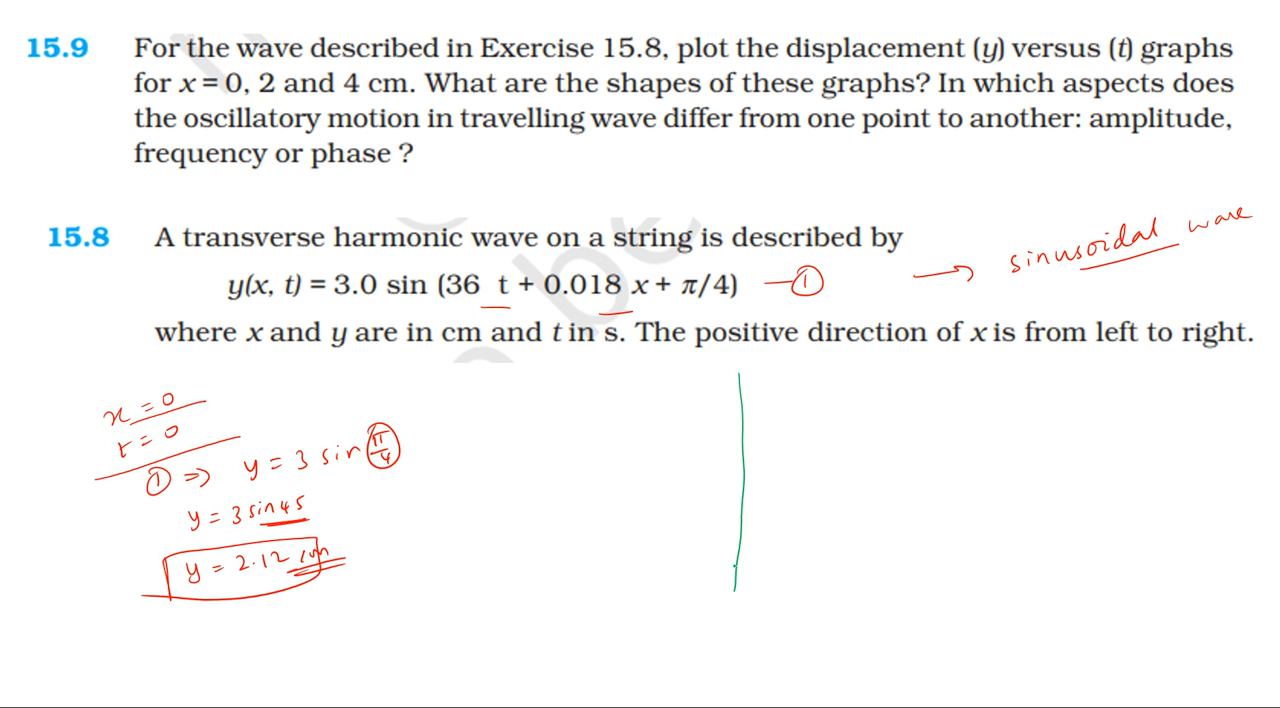 15.9 For the wave described in Exercise 15.8, plot the displacement (y) versus (t) graphs
for x = 0, 2 and 4 cm. What are the shapes of these graphs? In which aspects does
the oscillatory motion in travelling wave differ from one point to another: amplitude,
frequency or phase ?
15.8 A transverse harmonic wave on a string is described by
y(x, t) = 3.0 sin (36 t + 0.018 x + π/4) —①
→ sinusoidal wave
where x and y are in cm and t in s. The positive direction of x is from left to right.
x = 0
t = 0
① ⇒ y = 3 sin π/4
y = 3 sin 45
y = 2.12 cm